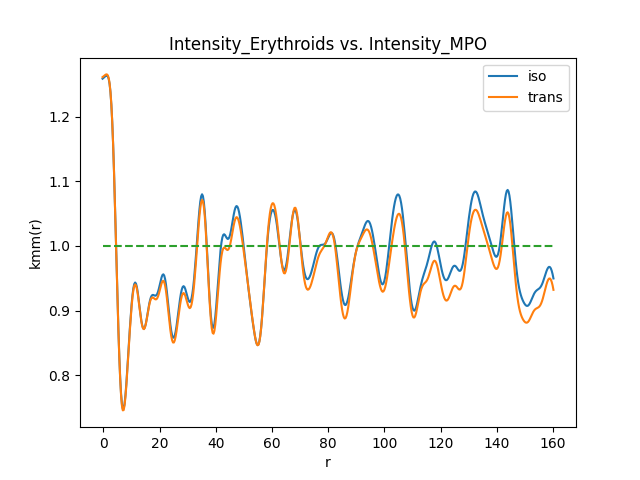 Intensity_Erythroids vs. Intensity_MPO
iso
trans
kmm(r)
1.2
1.1
1.0
0.9
0.8
0 20 40 60 80 100 120 140 160
r